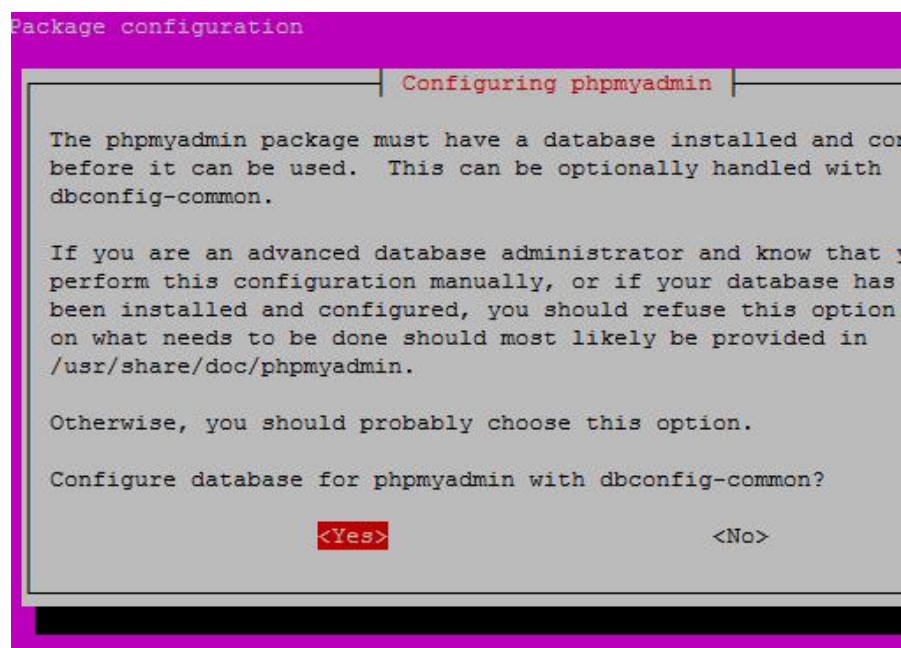 Package configuration
Configuring phpmyadmin
The phpmyadmin package must have a database installed and
before it can be used.  This can be optionally handled with
dbconfig-common.
If you are an advanced database administrator and know that
perform this configuration manually, or if your database has
been installed and configured, you should refuse this option
on what needs to be done should most likely be provided in
/usr/share/doc/phpmyadmin.
Otherwise, you should probably choose this option.
Configure database for phpmyadmin with dbconfig-common?
<Yes> <No>